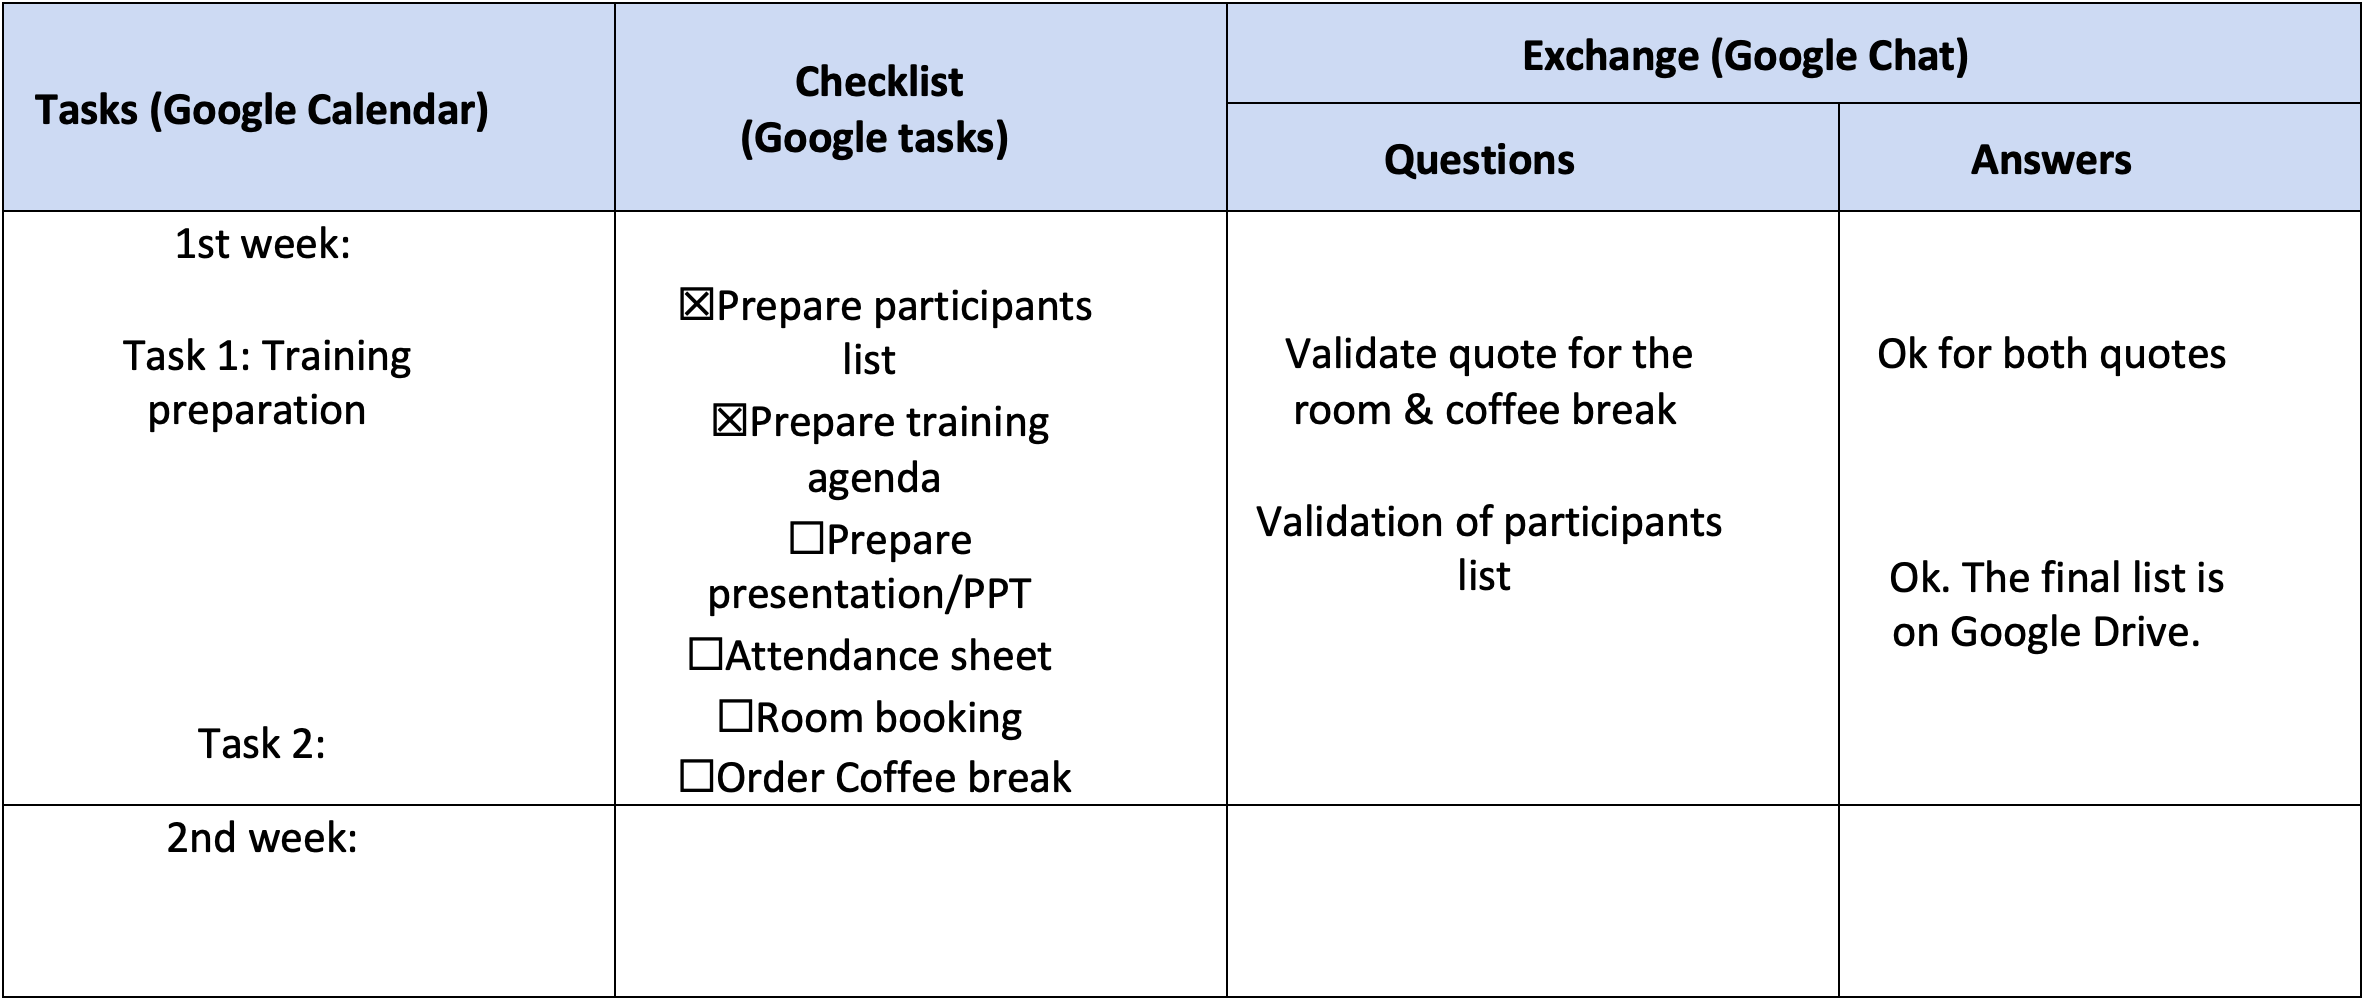 Tasks (Google Calendar)
Checklist
(Google tasks)
Exchange (Google Chat)
Questions
Answers
1st week:
Task 1: Training
preparation
Task 2:
☒Prepare participants
list
☒Prepare training
agenda
☐Prepare
presentation/PPT
☐Attendance sheet
☐Room booking
☐Order Coffee break
Validate quote for the
room & coffee break
Validation of participants
list
Ok for both quotes
Ok. The final list is
on Google Drive.
2nd week: